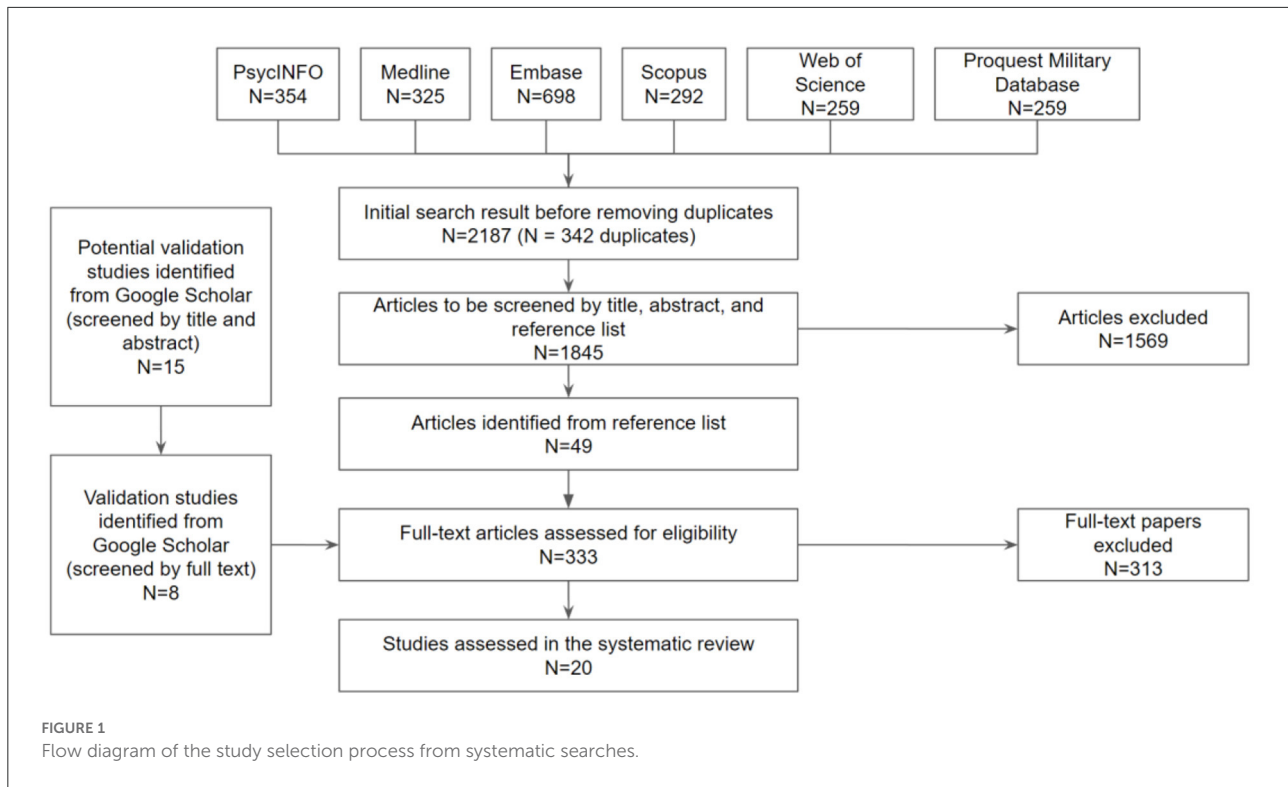 PsycINFO
N=354
Medline
N=325
Embase
N=698
Scopus
N=292
Web of
Science
N=259
Proquest Military
Database
N=259
Initial search result before removing duplicates
N=2187 (N = 342 duplicates)
Potential validation
studies identified
from Google Scholar
(screened by title and
abstract)
N=15
Articles to be screened by title, abstract, and
reference list
N=1845
Articles excluded
N=1569
Articles identified from reference list
N=49
Validation studies
identified from
Google Scholar
(screened by full text)
N=8
Full-text articles assessed for eligibility
N=333
Full-text papers
excluded
N=313
Studies assessed in the systematic review
N=20
FIGURE 1
Flow diagram of the study selection process from systematic searches.